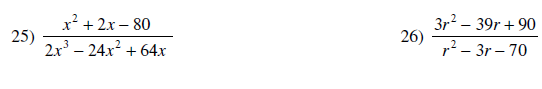 25) (x² + 2x – 80) / (2x³ – 24x² + 64x)
26) (3r² – 39r + 90) / (r² – 3r – 70)